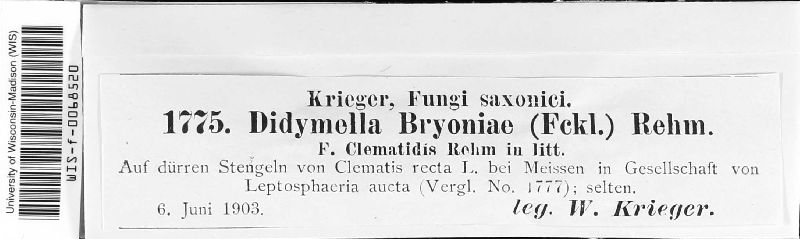 University of Wisconsin-Madison (WIS)
WIS-f-0068520
Krieger, Fungi saxonici.
1775. Didymella Bryoniae (Fckl.) Rehm.
F. Clematidis Rehm in litt.
Auf dürren Stengeln von Clematis recta L. bei Meissen in Gesellschaft von
Leptosphaeria aucta (Vergl. No. 1777); selten.
6. Juni 1903.
leg. W. Krieger.